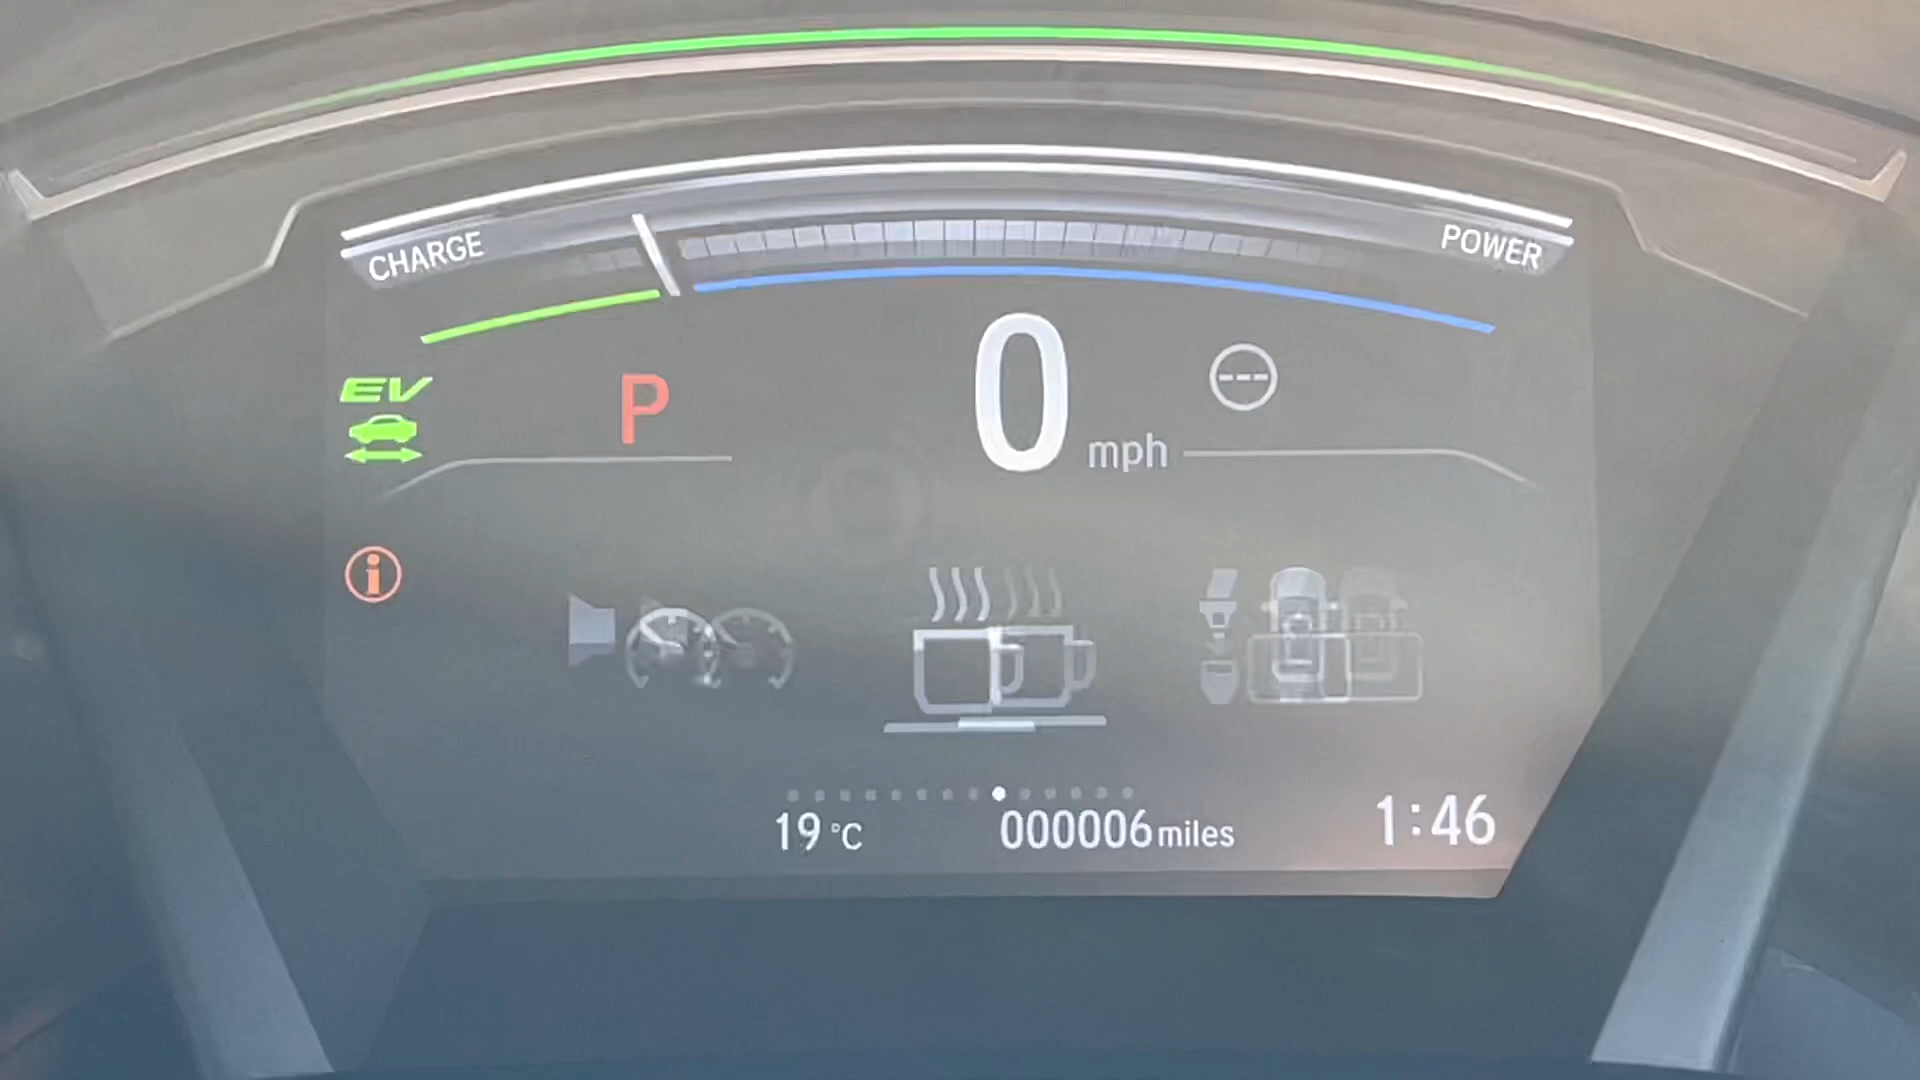 CHARGE
POWER
EV
P
0 mph
---
i
19 °C
000006 miles
1:46